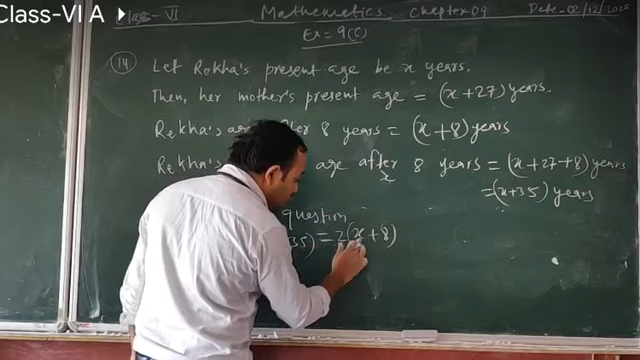 Class-VI A
Class - VI Mathematics Chapter-09 Date - 02/12/2020
Ex = 9(C)
(14) Let Rekha's present age be x years.
Then, her mother's present age = (x+27) years.
Rekha's after 8 years = (x+8) years
Rekha's age after 8 years = (x+27+8) years
= (x+35) years
question
35) = 2(x+8)